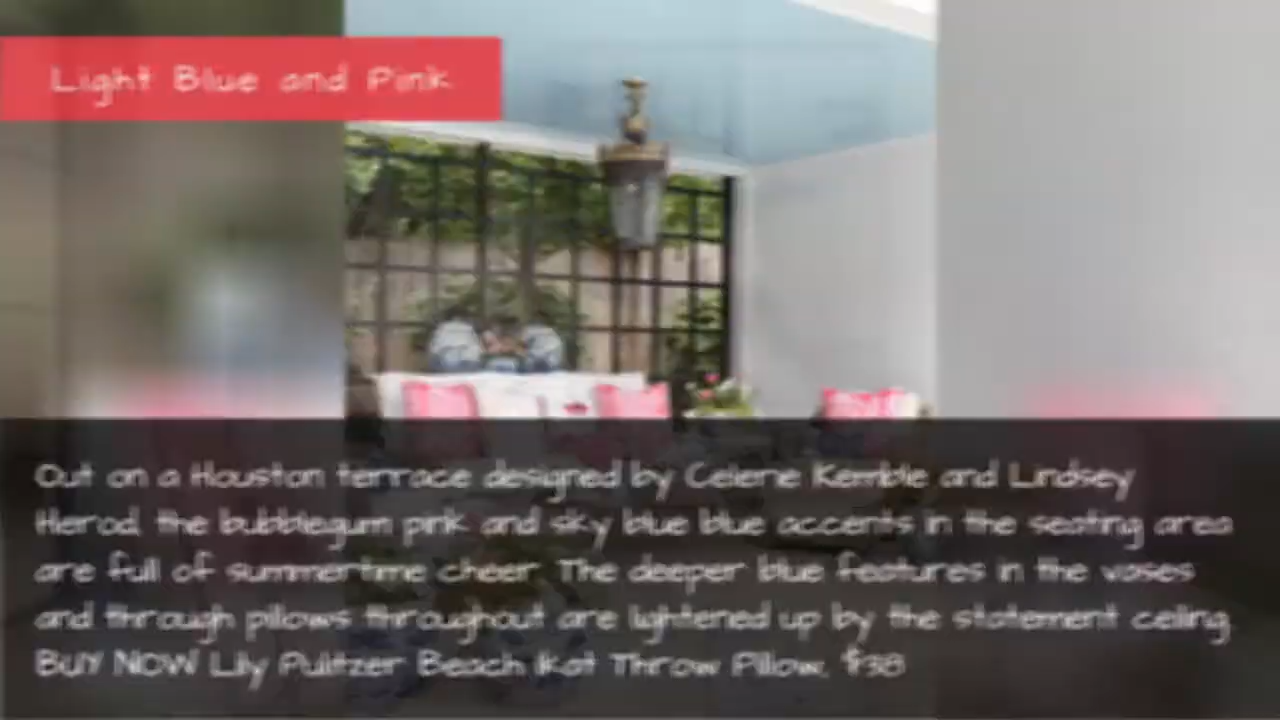 Light Blue and Pink
Out on a Houston terrace designed by Celerie Kemble and Lindsey
Herod, the bubblegum pink and sky blue blue accents in the seating area
are full of summertime cheer. The deeper blue features in the vases
and through pillows throughout are lightened up by the statement ceiling.
BUY NOW Lily Pulitzer Beach Ikat Throw Pillow, $38